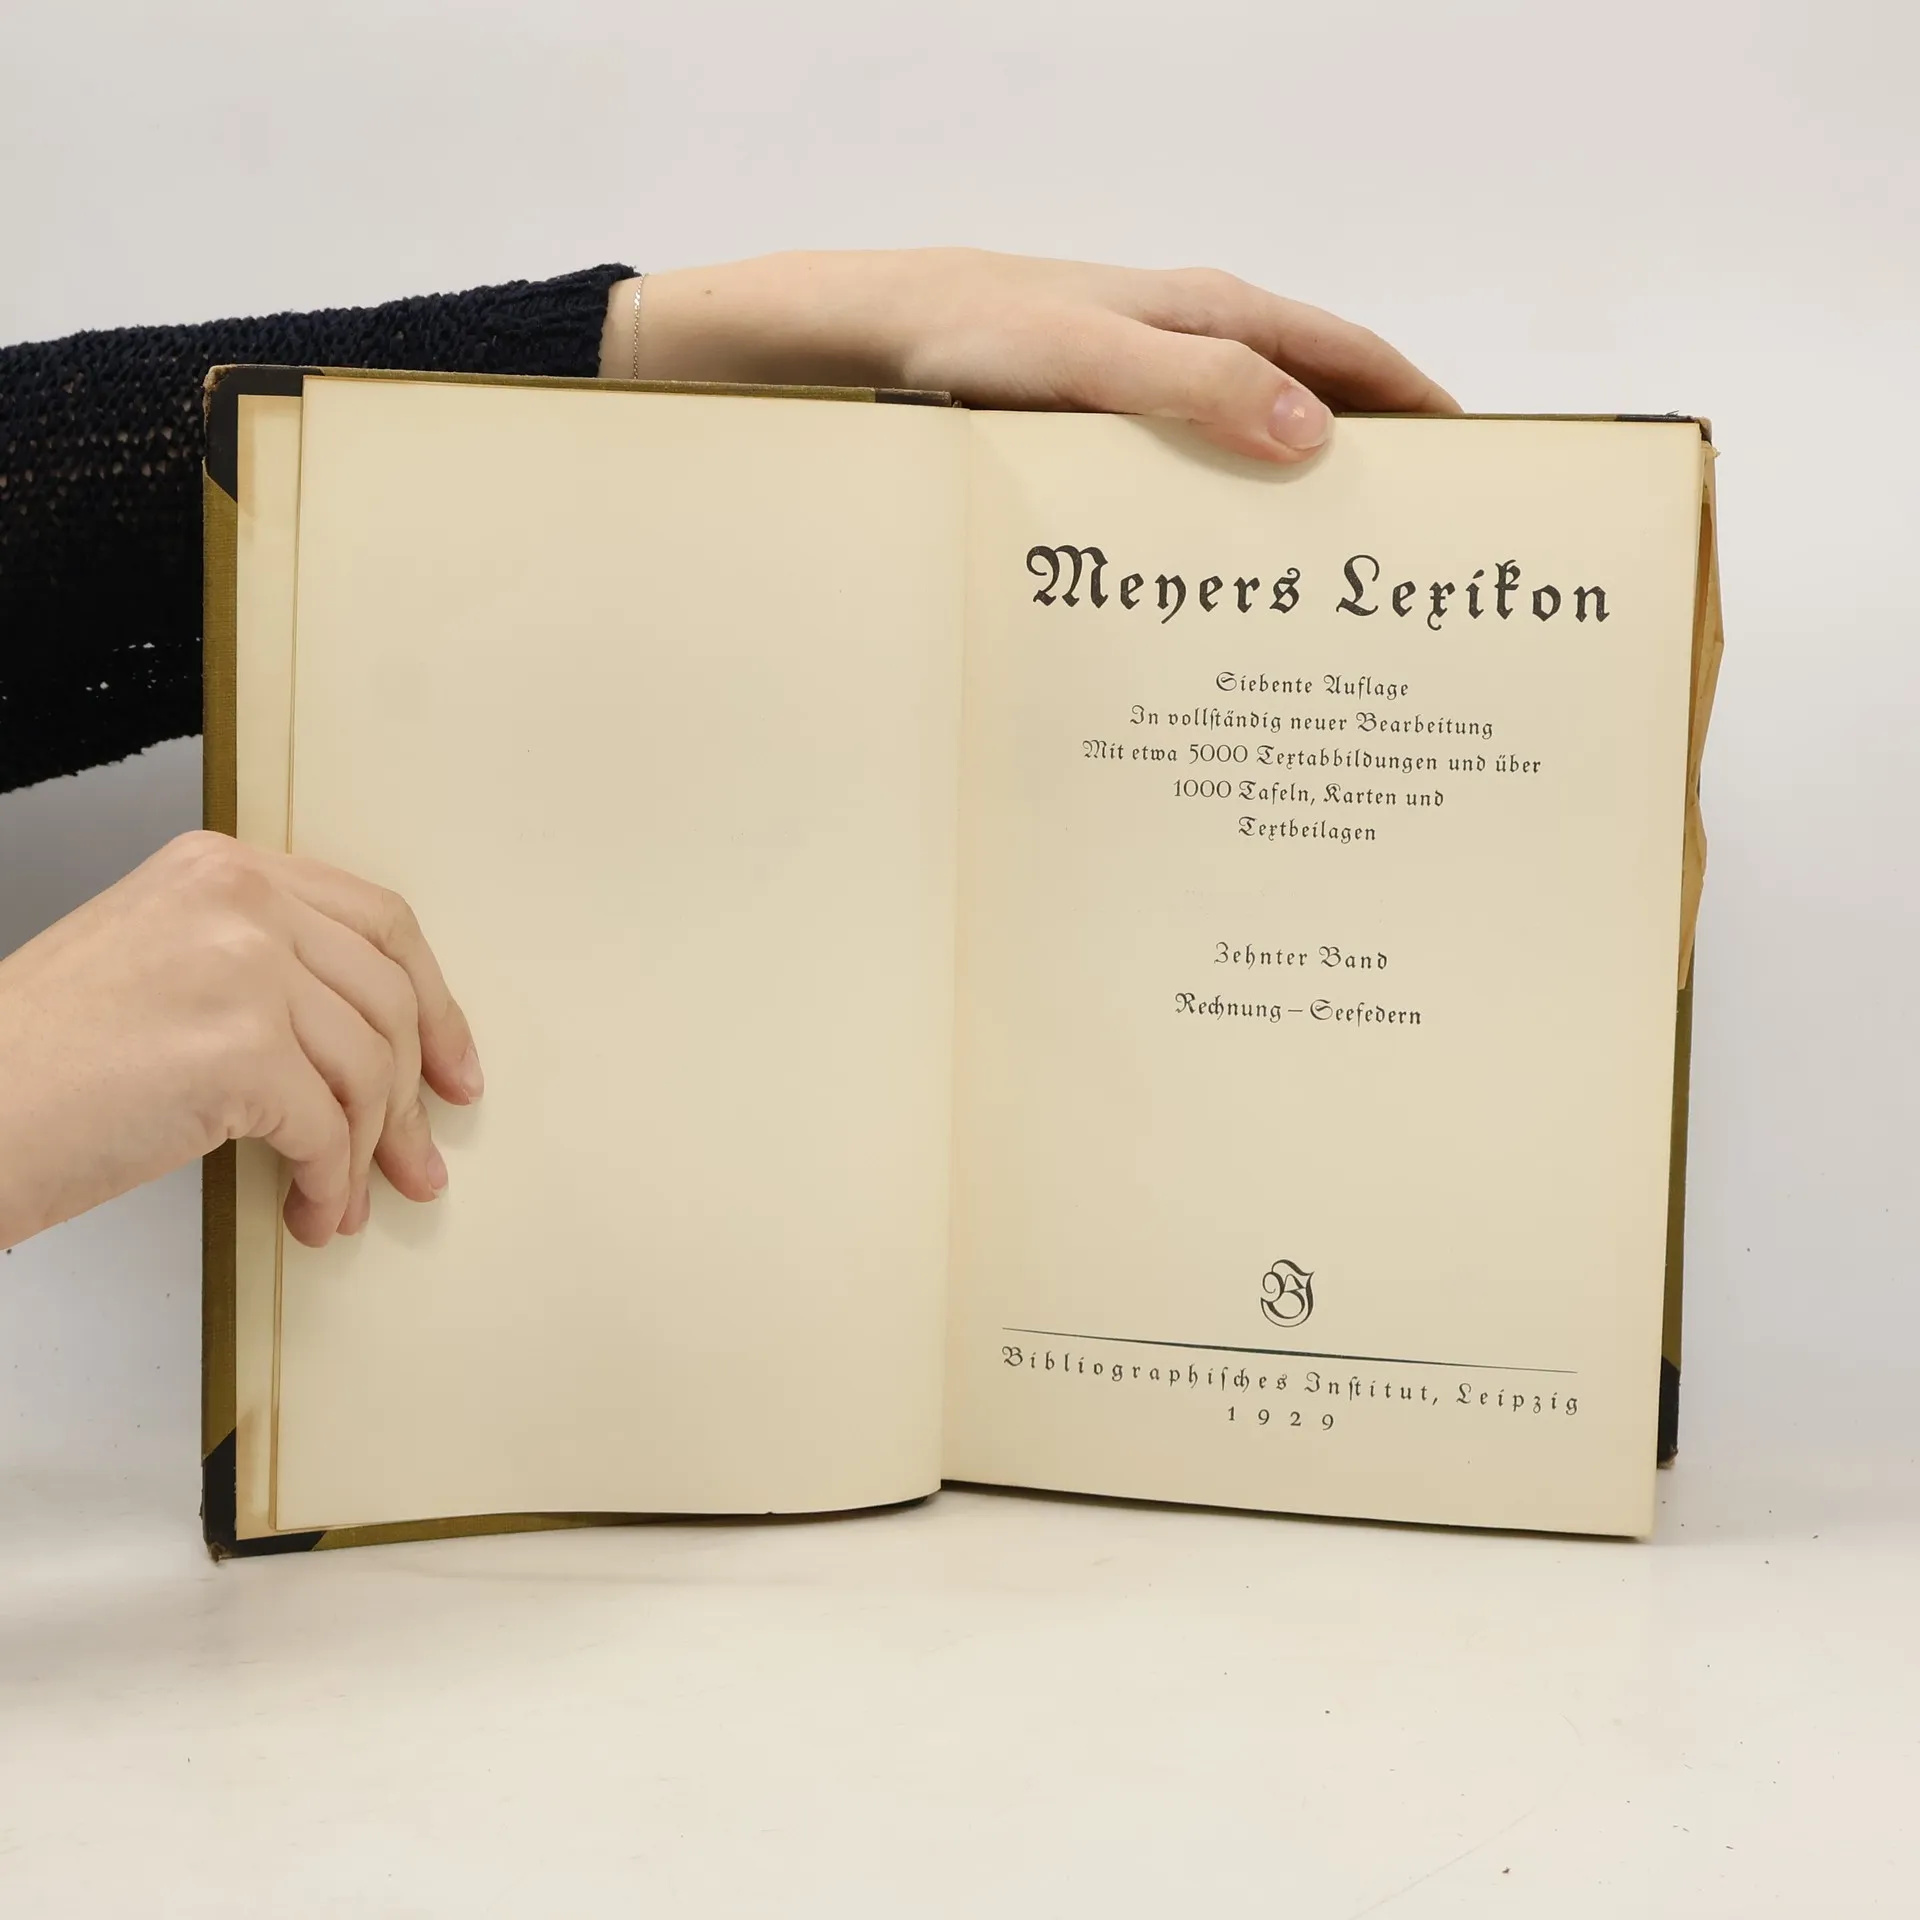 Meyers Lexikon
Siebente Auflage
In vollständig neuer Bearbeitung
Mit etwa 5000 Textabbildungen und über
1000 Tafeln, Karten und
Textbeilagen
Zehnter Band
Rechnung – Seefedern
BI
Bibliographisches Institut, Leipzig
1929